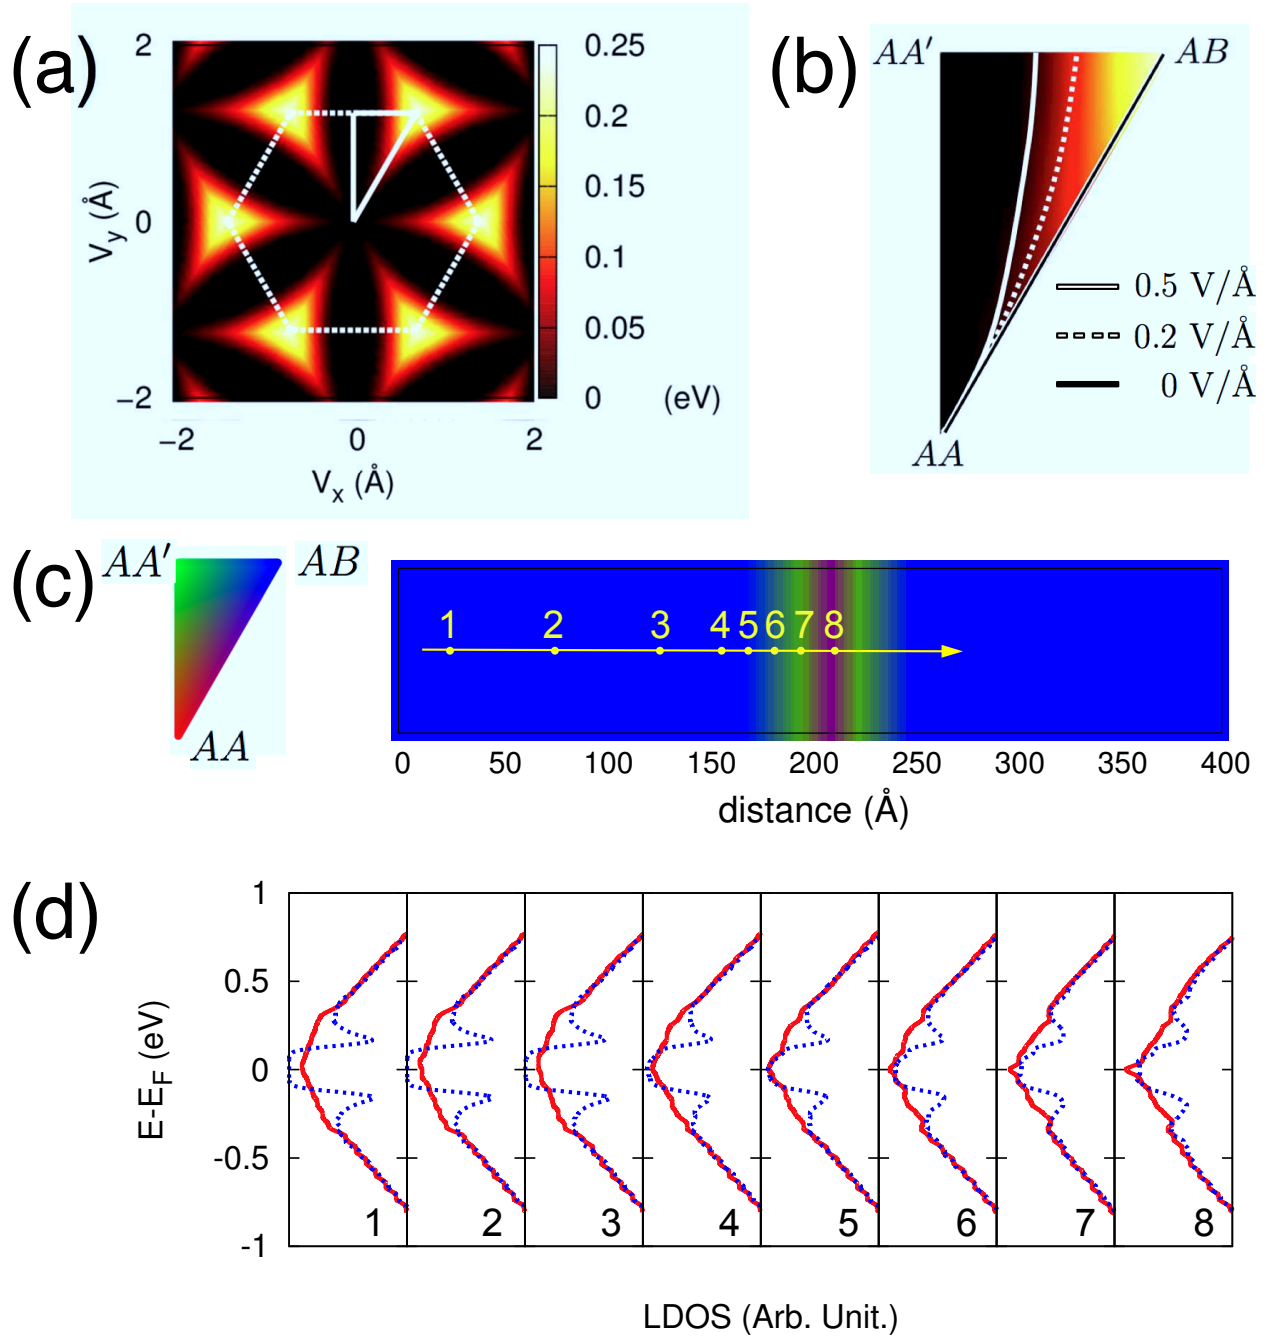 (a)
2
0
−2
V_y (Å)
−2 0 2
V_x (Å)
0.25
0.2
0.15
0.1
0.05
0 (eV)
(b)
AA′ AB
0.5 V/Å
0.2 V/Å
0 V/Å
AA
(c)
AA′ AB
AA
1 2 3 4 5 6 7 8
0 50 100 150 200 250 300 350 400
distance (Å)
(d)
1
0.5
0
-0.5
-1
E-E_F (eV)
1 2 3 4 5 6 7 8
LDOS (Arb. Unit.)